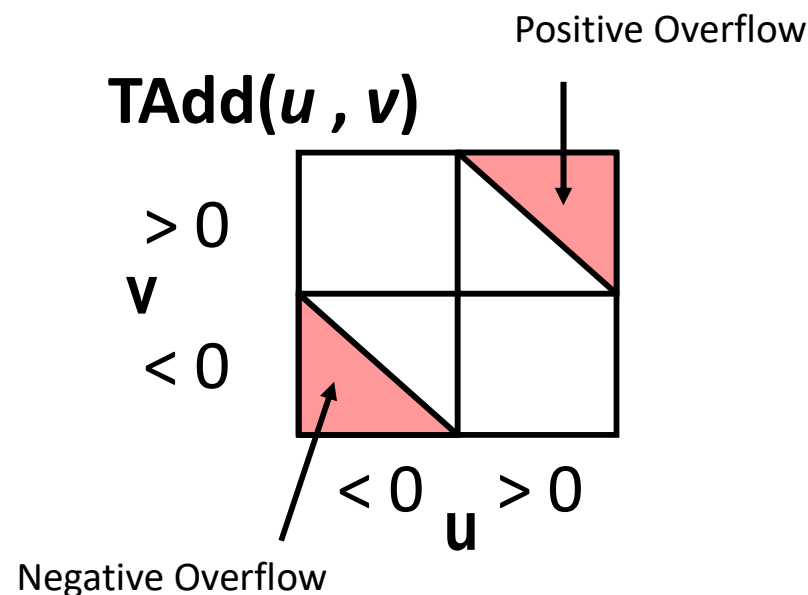 Positive Overflow
TAdd(u , v)
> 0
v
< 0
< 0 > 0
u
Negative Overflow